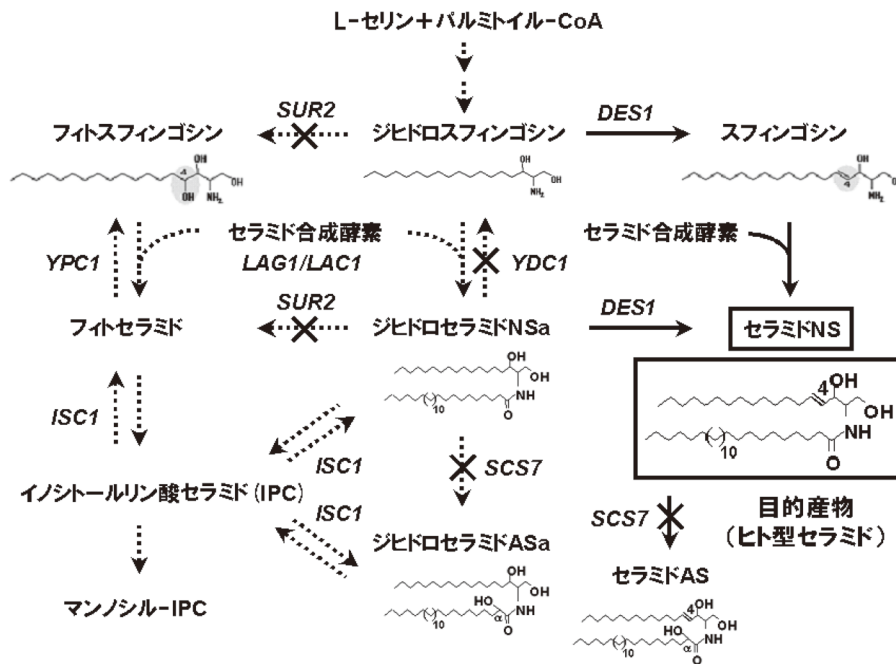 L-セリン＋パルミトイル-CoA
SUR2
DES1
フィトスフィンゴシン
ジヒドロスフィンゴシン
スフィンゴシン
OH
4
OH
OH
NH₂
OH
OH
NH₂
OH
4
OH
NH₂
セラミド合成酵素
セラミド合成酵素
YPC1
LAG1/LAC1
YDC1
SUR2
DES1
フィトセラミド
ジヒドロセラミドNSa
セラミドNS
OH
OH
NH
10
O
4
OH
OH
NH
10
O
ISC1
ISC1
SCS7
イノシトールリン酸セラミド(IPC)
ISC1
目的産物
(ヒト型セラミド)
SCS7
ジヒドロセラミドASa
セラミドAS
マンノシル-IPC
OH
OH
HO
NH
10
α
O
4
OH
OH
HO
NH
10
α
O